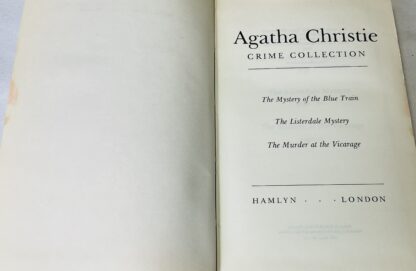 Agatha Christie
CRIME COLLECTION
The Mystery of the Blue Train
The Listerdale Mystery
The Murder at the Vicarage
HAMLYN . . . LONDON